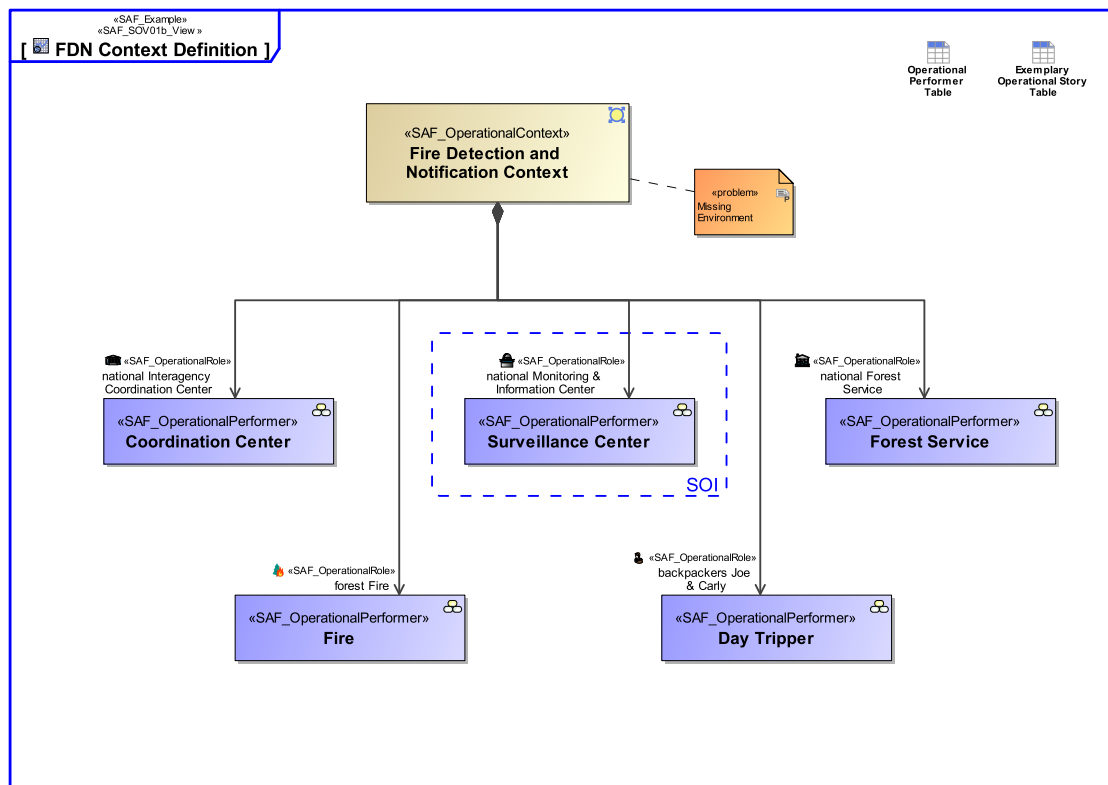 «SAF_Example»
«SAF_SOV01b_View »
[ FDN Context Definition ]
Operational
Performer
Table
Exemplary
Operational Story
Table
«SAF_OperationalContext»
Fire Detection and
Notification Context
«problem»
P
Missing
Environment
«SAF_OperationalRole»
national Interagency
Coordination Center
«SAF_OperationalPerformer»
Coordination Center
«SAF_OperationalRole»
national Monitoring &
Information Center
«SAF_OperationalPerformer»
Surveillance Center
SOI
«SAF_OperationalRole»
national Forest
Service
«SAF_OperationalPerformer»
Forest Service
«SAF_OperationalRole»
forest Fire
«SAF_OperationalPerformer»
Fire
«SAF_OperationalRole»
backpackers Joe
& Carly
«SAF_OperationalPerformer»
Day Tripper